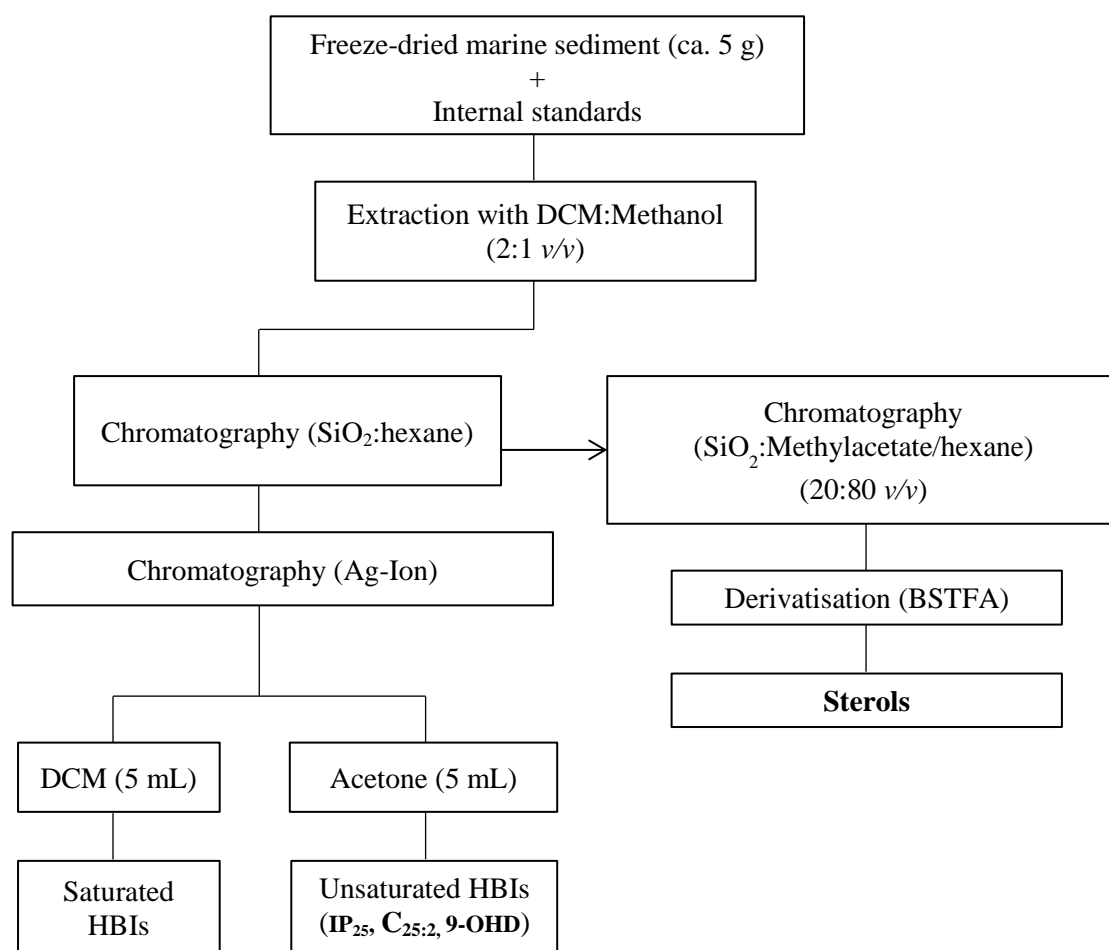 Freeze-dried marine sediment (ca. 5 g)
+
Internal standards
Extraction with DCM:Methanol
(2:1 v/v)
Chromatography (SiO₂:hexane)
Chromatography
(SiO₂:Methylacetate/hexane)
(20:80 v/v)
Chromatography (Ag-Ion)
Derivatisation (BSTFA)
Sterols
DCM (5 mL)
Acetone (5 mL)
Saturated
HBIs
Unsaturated HBIs
(IP₂₅, C₂₅:₂, 9-OHD)